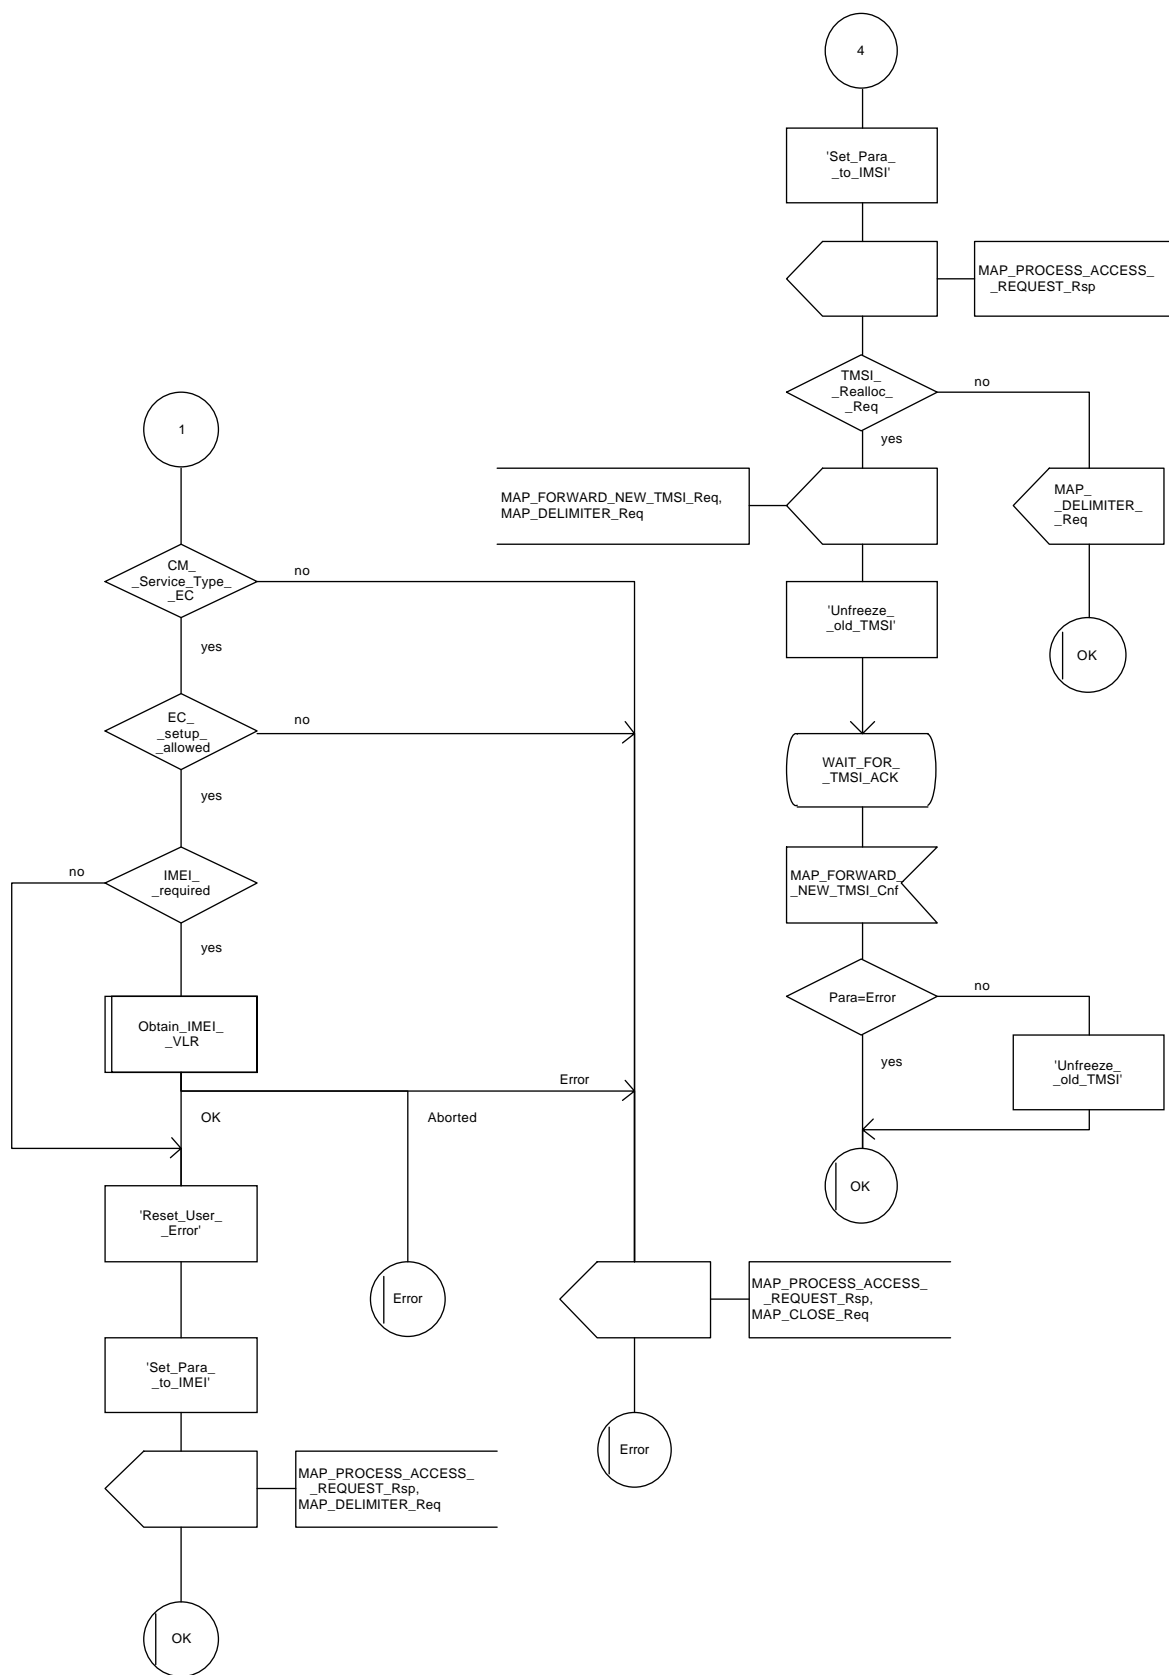 4
'Set_Para_
_to_IMSI'
MAP_PROCESS_ACCESS_
_REQUEST_Rsp
TMSI_
_Realloc_
_Req
no
yes
MAP_FORWARD_NEW_TMSI_Req,
MAP_DELIMITER_Req
MAP_
_DELIMITER_
_Req
'Unfreeze_
_old_TMSI'
OK
WAIT_FOR_
_TMSI_ACK
MAP_FORWARD_
_NEW_TMSI_Cnf
Para=Error
no
yes
'Unfreeze_
_old_TMSI'
OK
1
CM_
_Service_Type_
_EC
no
yes
EC_
_setup_
_allowed
no
yes
IMEI_
_required
no
yes
Obtain_IMEI_
_VLR
Error
OK
Aborted
'Reset_User_
_Error'
Error
MAP_PROCESS_ACCESS_
_REQUEST_Rsp,
MAP_CLOSE_Req
'Set_Para_
_to_IMEI'
Error
MAP_PROCESS_ACCESS_
_REQUEST_Rsp,
MAP_DELIMITER_Req
OK